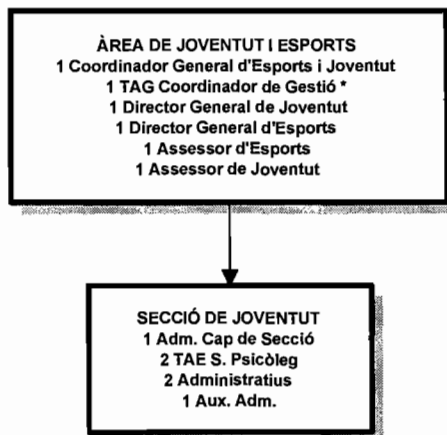 ÀREA DE JOVENTUT I ESPORTS
1 Coordinador General d'Esports i Joventut
1 TAG Coordinador de Gestió *
1 Director General de Joventut
1 Director General d'Esports
1 Assessor d'Esports
1 Assessor de Joventut
SECCIÓ DE JOVENTUT
1 Adm. Cap de Secció
2 TAE S. Psicòleg
2 Administratius
1 Aux. Adm.